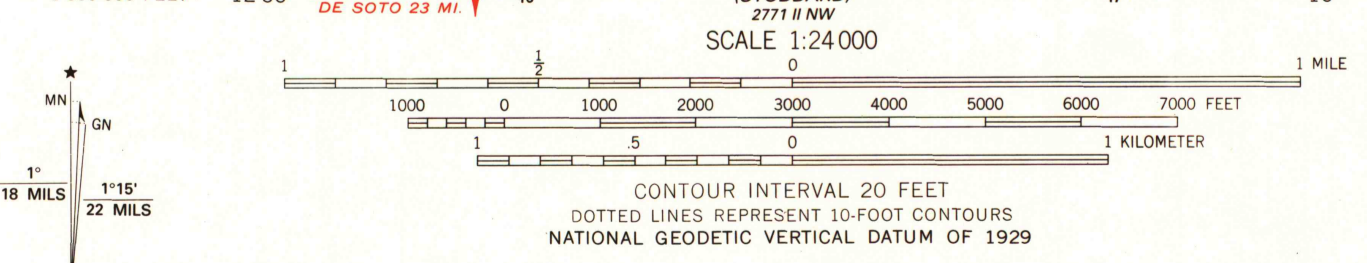 DE SOTO 23 MI.
2771 II NW
SCALE 1:24 000
1 1/2 0 1 MILE
1000 0 1000 2000 3000 4000 5000 6000 7000 FEET
1 .5 0 1 KILOMETER
MN
GN
1°
18 MILS
1°15'
22 MILS
CONTOUR INTERVAL 20 FEET
DOTTED LINES REPRESENT 10-FOOT CONTOURS
NATIONAL GEODETIC VERTICAL DATUM OF 1929